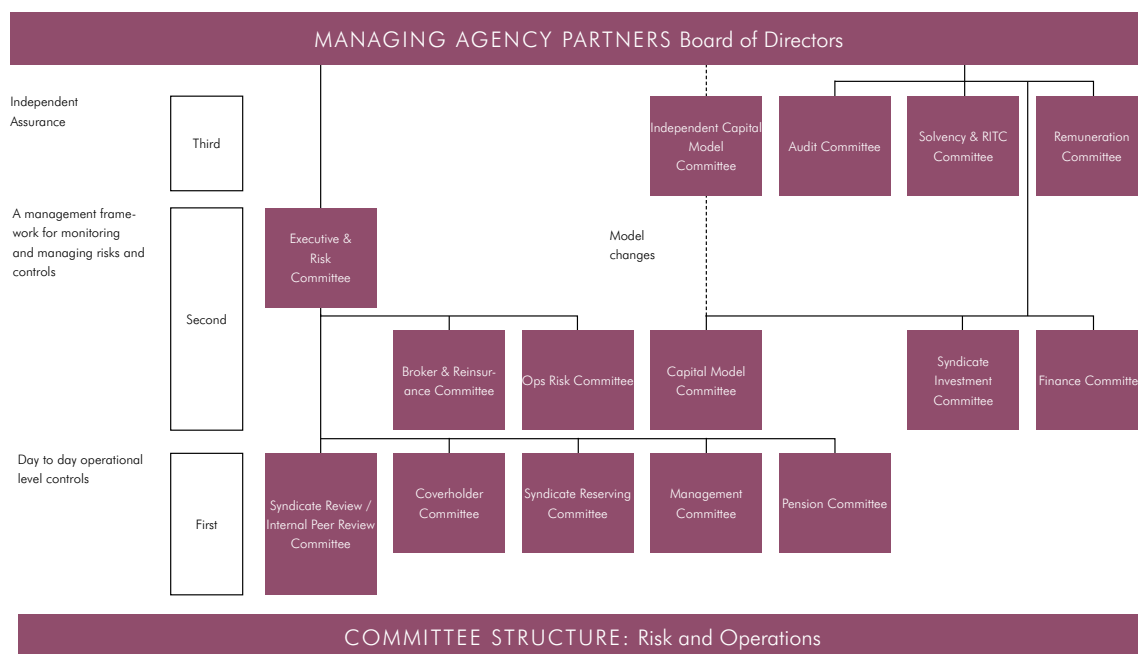 MANAGING AGENCY PARTNERS Board of Directors
Independent
Assurance
Third
Independent Capital
Model
Committee
Audit Committee
Solvency & RITC
Committee
Remuneration
Committee
A management frame-
work for monitoring
and managing risks and
controls
Second
Executive &
Risk
Committee
Model
changes
Broker & Reinsur-
ance Committee
Ops Risk Committee
Capital Model
Committee
Syndicate
Investment
Committee
Finance Committee
Day to day operational
level controls
First
Syndicate Review /
Internal Peer Review
Committee
Coverholder
Committee
Syndicate Reserving
Committee
Management
Committee
Pension Committee
COMMITTEE STRUCTURE: Risk and Operations